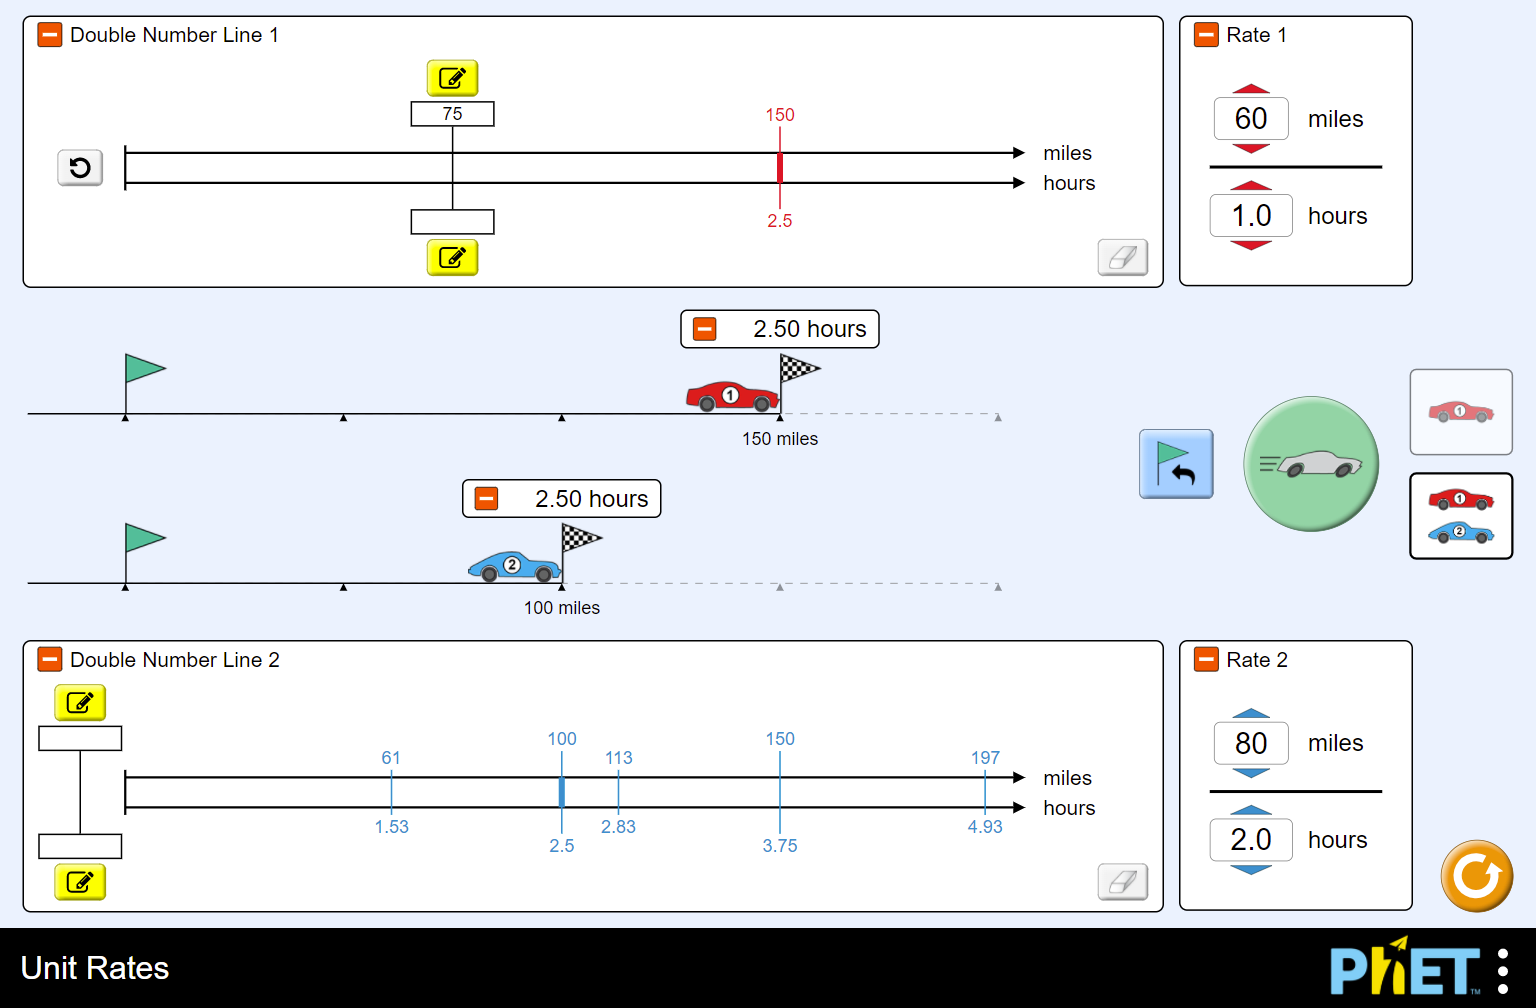 Double Number Line 1
75
150
miles
hours
2.5
Rate 1
60 miles
1.0 hours
2.50 hours
1
150 miles
2.50 hours
2
100 miles
1
1
2
Double Number Line 2
100 150
61 113 197
miles
hours
1.53 2.83 4.93
2.5 3.75
Rate 2
80 miles
2.0 hours
Unit Rates
PhET™